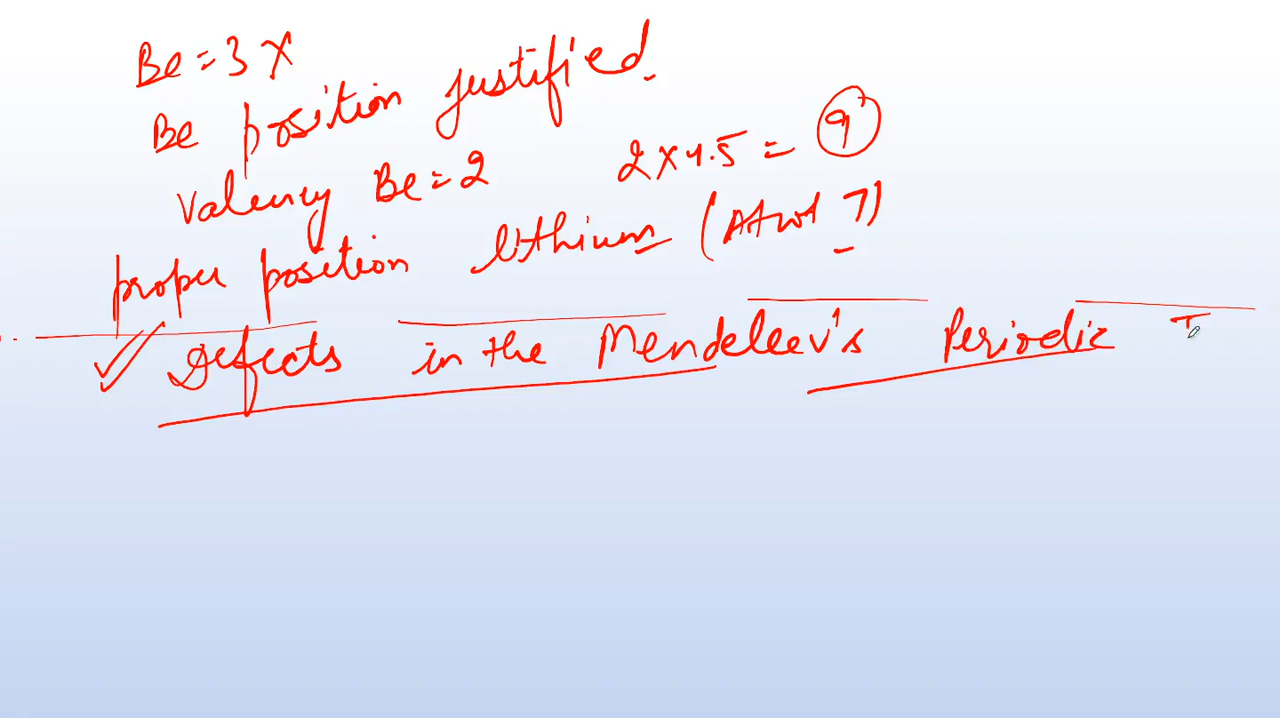 Be = 3 X
Be position justified.
Valency Be = 2 2 x 4.5 = 9
proper position lithium (At wt 7)
Defects in the Mendeleev's Periodic T